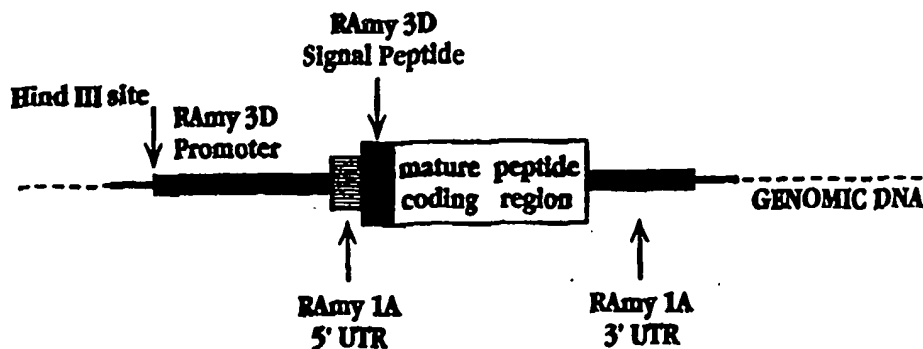 RAmy 3D
Signal Peptide
Hind III site
RAmy 3D
Promoter
mature peptide
coding region
GENOMIC DNA
RAmy 1A
5' UTR
RAmy 1A
3' UTR